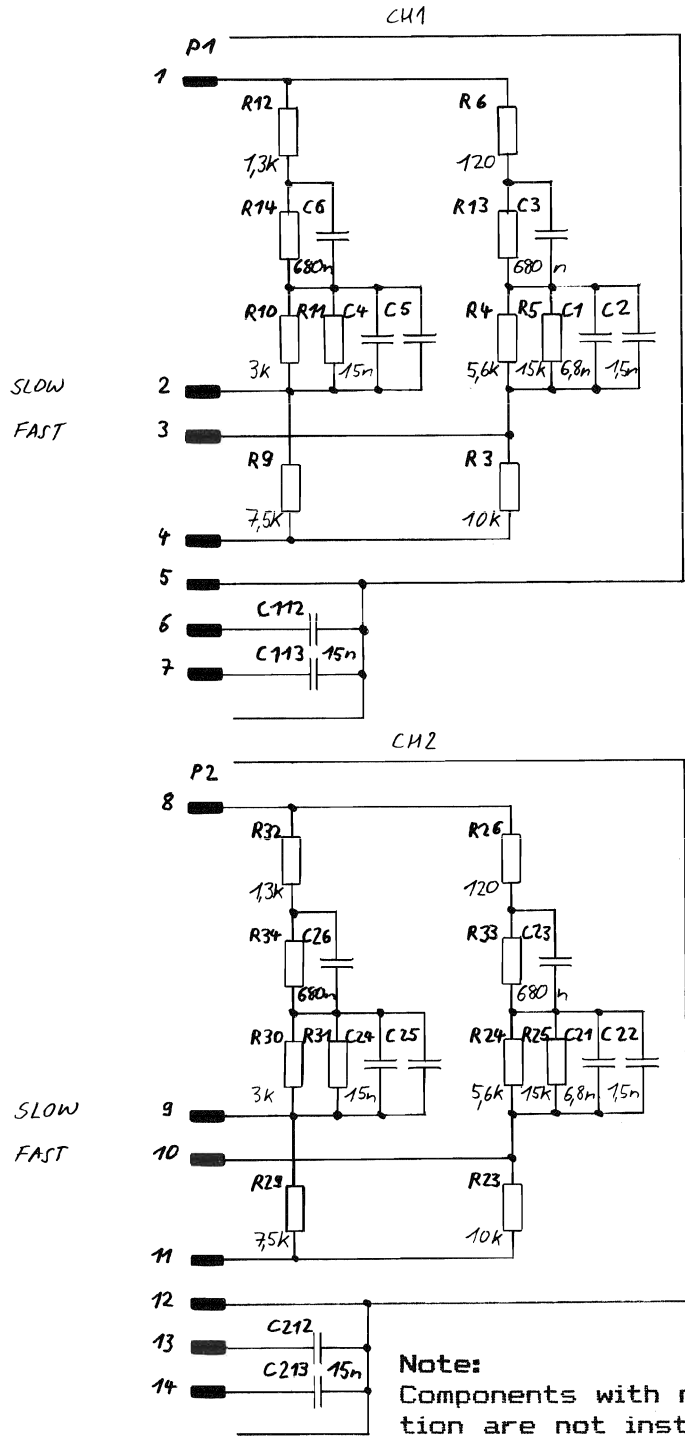 CH1
P1
1
R12 R6
1,3k 120
R14 C6 R13 C3
680n 680 n
R10 R11 C4 C5 R4 R5 C1 C2
3k 15n 5,6k 15k 6,8n 1,5n
SLOW 2
FAST 3
R9 R3
7,5k 10k
4
5
C112
6
C113 15n
7
CH2
P2
8
R32 R26
1,3k 120
R34 C26 R33 C23
680n 680 n
R30 R31 C24 C25 R24 R25 C21 C22
3k 15n 5,6k 15k 6,8n 1,5n
SLOW 9
FAST 10
R29 R23
7,5k 10k
11
12
C212
13
C213 15n
14
Note:
Components with
tion are not inst